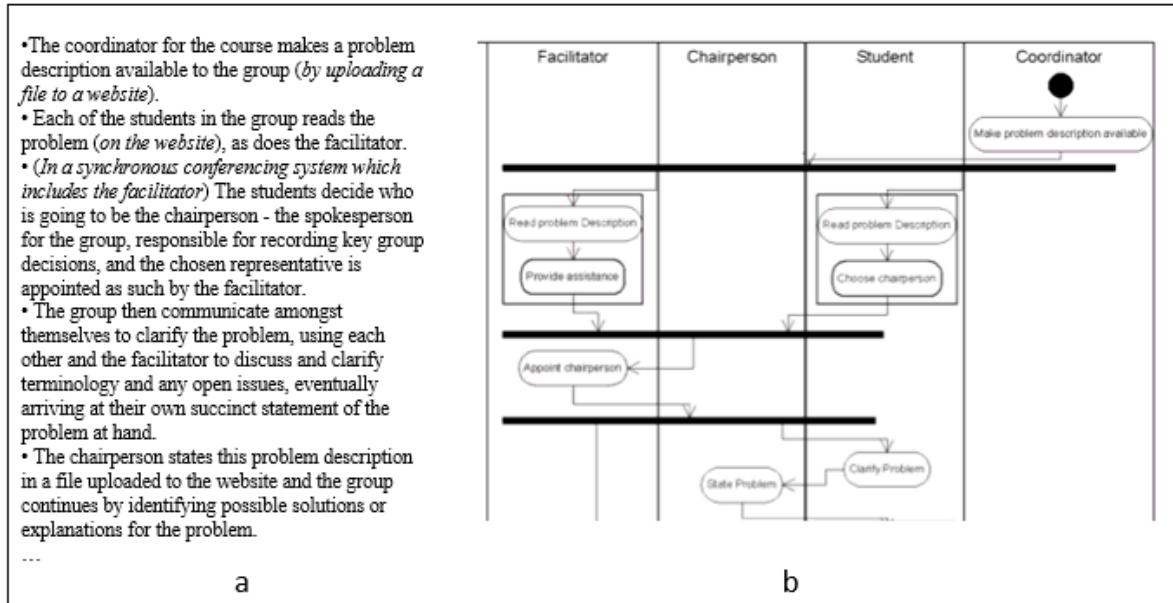 •The coordinator for the course makes a problem
description available to the group (by uploading a
file to a website).
• Each of the students in the group reads the
problem (on the website), as does the facilitator.
• (In a synchronous conferencing system which
includes the facilitator) The students decide who
is going to be the chairperson - the spokesperson
for the group, responsible for recording key group
decisions, and the chosen representative is
appointed as such by the facilitator.
• The group then communicate amongst
themselves to clarify the problem, using each
other and the facilitator to discuss and clarify
terminology and any open issues, eventually
arriving at their own succinct statement of the
problem at hand.
• The chairperson states this problem description
in a file uploaded to the website and the group
continues by identifying possible solutions or
explanations for the problem.
...
a
Facilitator Chairperson Student Coordinator
Make problem description available
Read problem Description Read problem Description
Provide assistance Choose chairperson
Appoint chairperson
Clarify Problem
State Problem
b